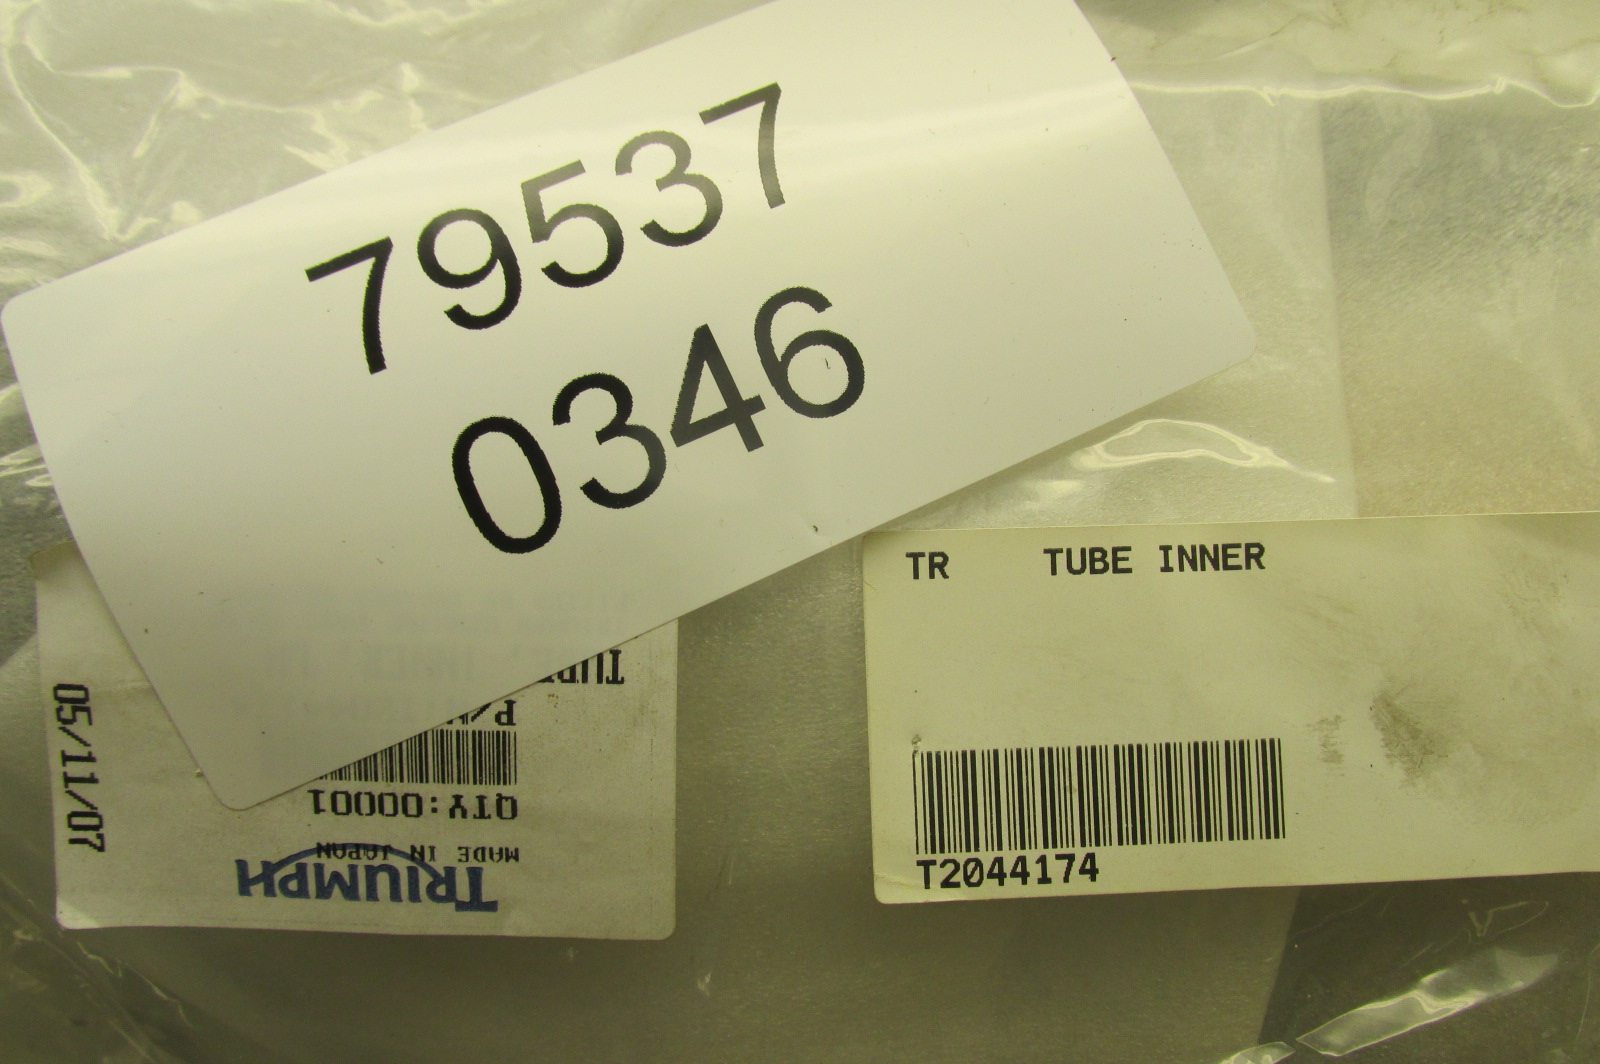 79537
0346
TR TUBE INNER
T2044174
P/N
QTY:00001
MADE IN JAPAN
TRIUMPH
05/11/07